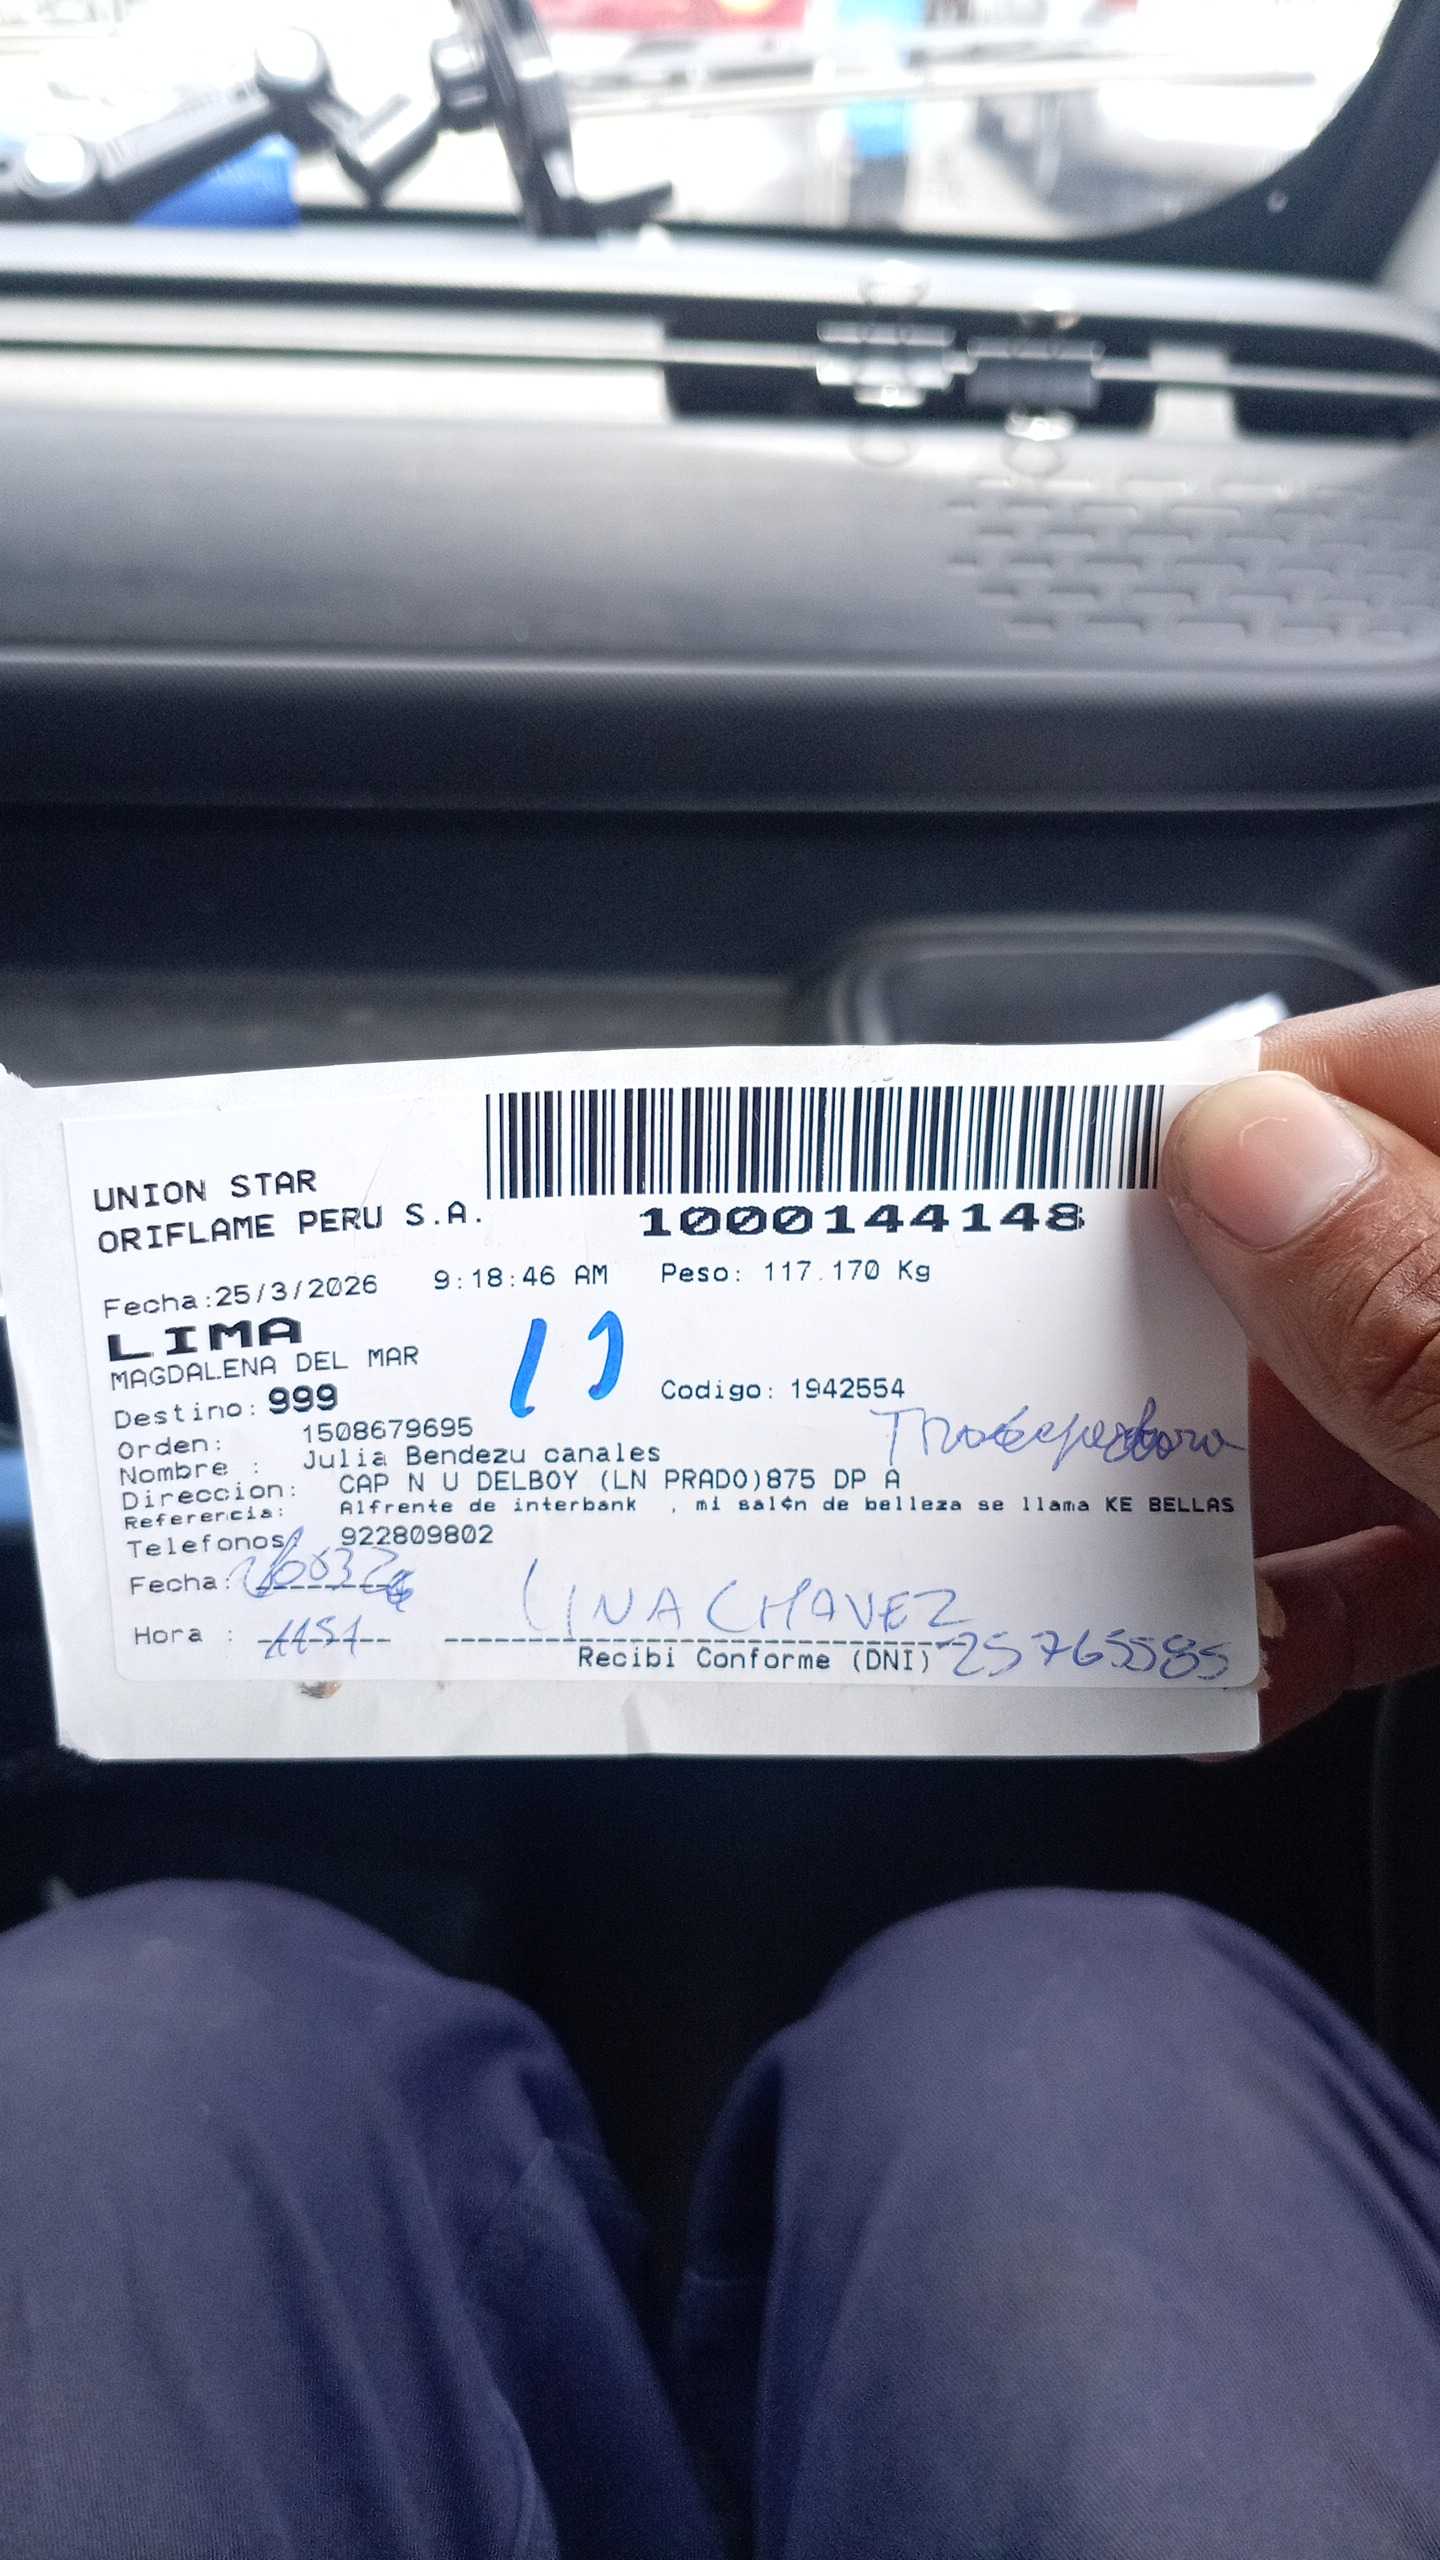 UNION STAR
ORIFLAME PERU S.A.
1000144148
Fecha:25/3/2026 9:18:46 AM Peso: 117.170 Kg
LIMA
MAGDALENA DEL MAR
Destino: 999 Codigo: 1942554
Orden: 1508679695
Nombre : Julia Bendezu canales
Direccion: CAP N U DELBOY (LN PRADO)875 DP A
Referencia: Alfrente de interbank , mi sal¢n de belleza se llama KE BELLAS
Telefonos: 922809802
Fecha:
Hora : 1151 LINA CHAVEZ
Recibi Conforme (DNI) 25765585